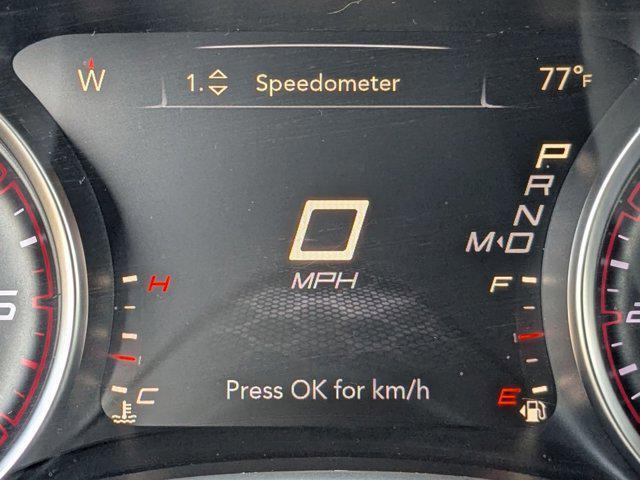 W
1. Speedometer
77°F
P
R
N
M D
0
MPH
H
F
Press OK for km/h
C
E